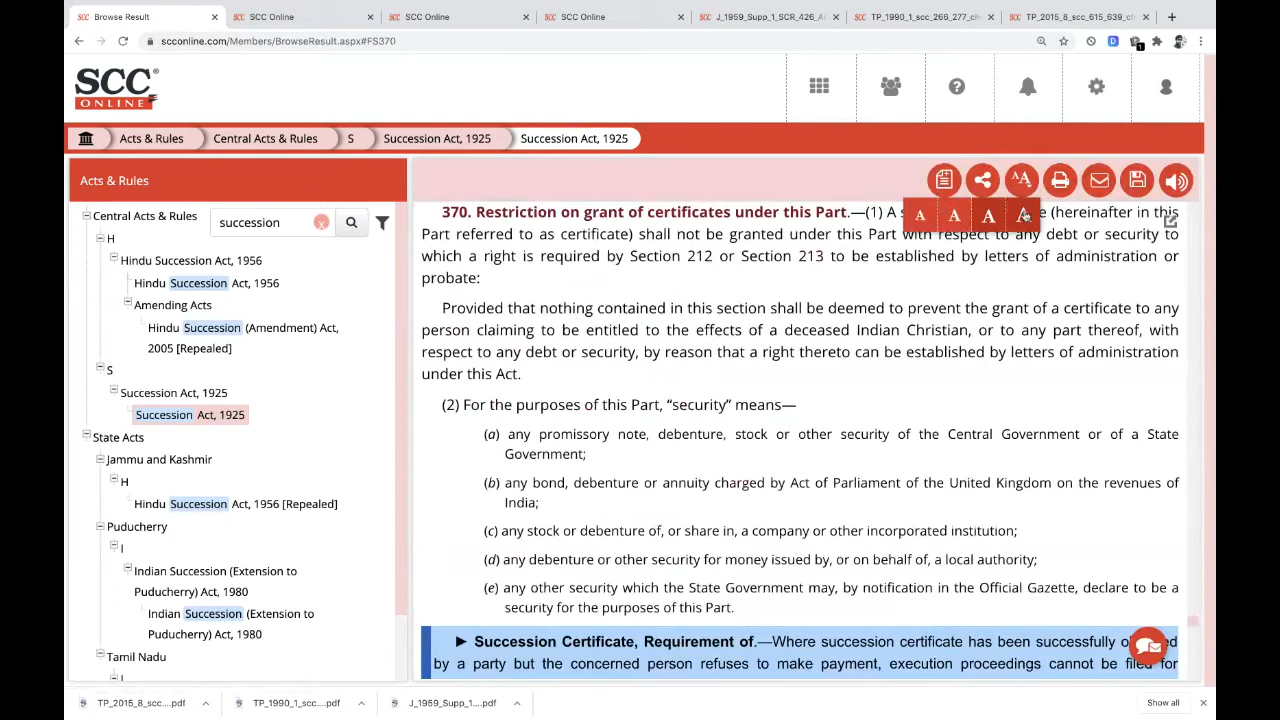 Browse Result
SCC Online
SCC Online
SCC Online
J_1959_Supp_1_SCR_426_A
TP_1990_1_scc_266_277_ch
TP_2015_8_scc_615_639_ch
scconline.com/Members/BrowseResult.aspx#FS370
D
1
SCC®
ONLINE
Acts & Rules
Central Acts & Rules
S
Succession Act, 1925
Succession Act, 1925
Acts & Rules
Central Acts & Rules
succession
x
H
Hindu Succession Act, 1956
Hindu Succession Act, 1956
Amending Acts
Hindu Succession (Amendment) Act,
2005 [Repealed]
S
Succession Act, 1925
Succession Act, 1925
State Acts
Jammu and Kashmir
H
Hindu Succession Act, 1956 [Repealed]
Puducherry
I
Indian Succession (Extension to
Puducherry) Act, 1980
Indian Succession (Extension to
Puducherry) Act, 1980
Tamil Nadu
AA
A A A A
370. Restriction on grant of certificates under this Part.—(1) A (hereinafter in this
Part referred to as certificate) shall not be granted under this Part with respect to any debt or security to
which a right is required by Section 212 or Section 213 to be established by letters of administration or
probate:
Provided that nothing contained in this section shall be deemed to prevent the grant of a certificate to any
person claiming to be entitled to the effects of a deceased Indian Christian, or to any part thereof, with
respect to any debt or security, by reason that a right thereto can be established by letters of administration
under this Act.
(2) For the purposes of this Part, “security” means—
(a) any promissory note, debenture, stock or other security of the Central Government or of a State
Government;
(b) any bond, debenture or annuity charged by Act of Parliament of the United Kingdom on the revenues of
India;
(c) any stock or debenture of, or share in, a company or other incorporated institution;
(d) any debenture or other security for money issued by, or on behalf of, a local authority;
(e) any other security which the State Government may, by notification in the Official Gazette, declare to be a
security for the purposes of this Part.
► Succession Certificate, Requirement of.—Where succession certificate has been successfully
by a party but the concerned person refuses to make payment, execution proceedings cannot be filed for
TP_2015_8_scc....pdf
TP_1990_1_scc....pdf
J_1959_Supp_1....pdf
Show all